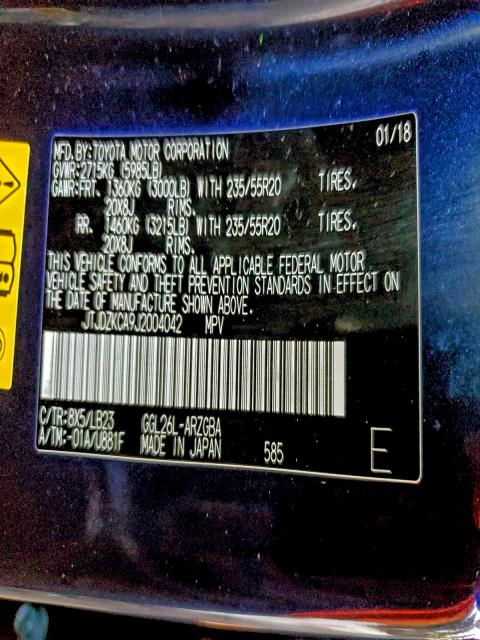 01/18
MFD.BY:TOYOTA MOTOR CORPORATION
GVWR:2715KG (5985LB)
GAWR:FRT. 1360KG (3000LB) WITH 235/55R20 TIRES,
20X8J RIMS,
RR. 1460KG (3215LB) WITH 235/55R20 TIRES,
20X8J RIMS.
THIS VEHICLE CONFORMS TO ALL APPLICABLE FEDERAL MOTOR
VEHICLE SAFETY AND THEFT PREVENTION STANDARDS IN EFFECT ON
THE DATE OF MANUFACTURE SHOWN ABOVE.
JTJDZKCA9J2004042 MPV
C/TR:8X5/LB23 GGL26L-ARZGBA
A/TM:-01A/U881F MADE IN JAPAN 585
E